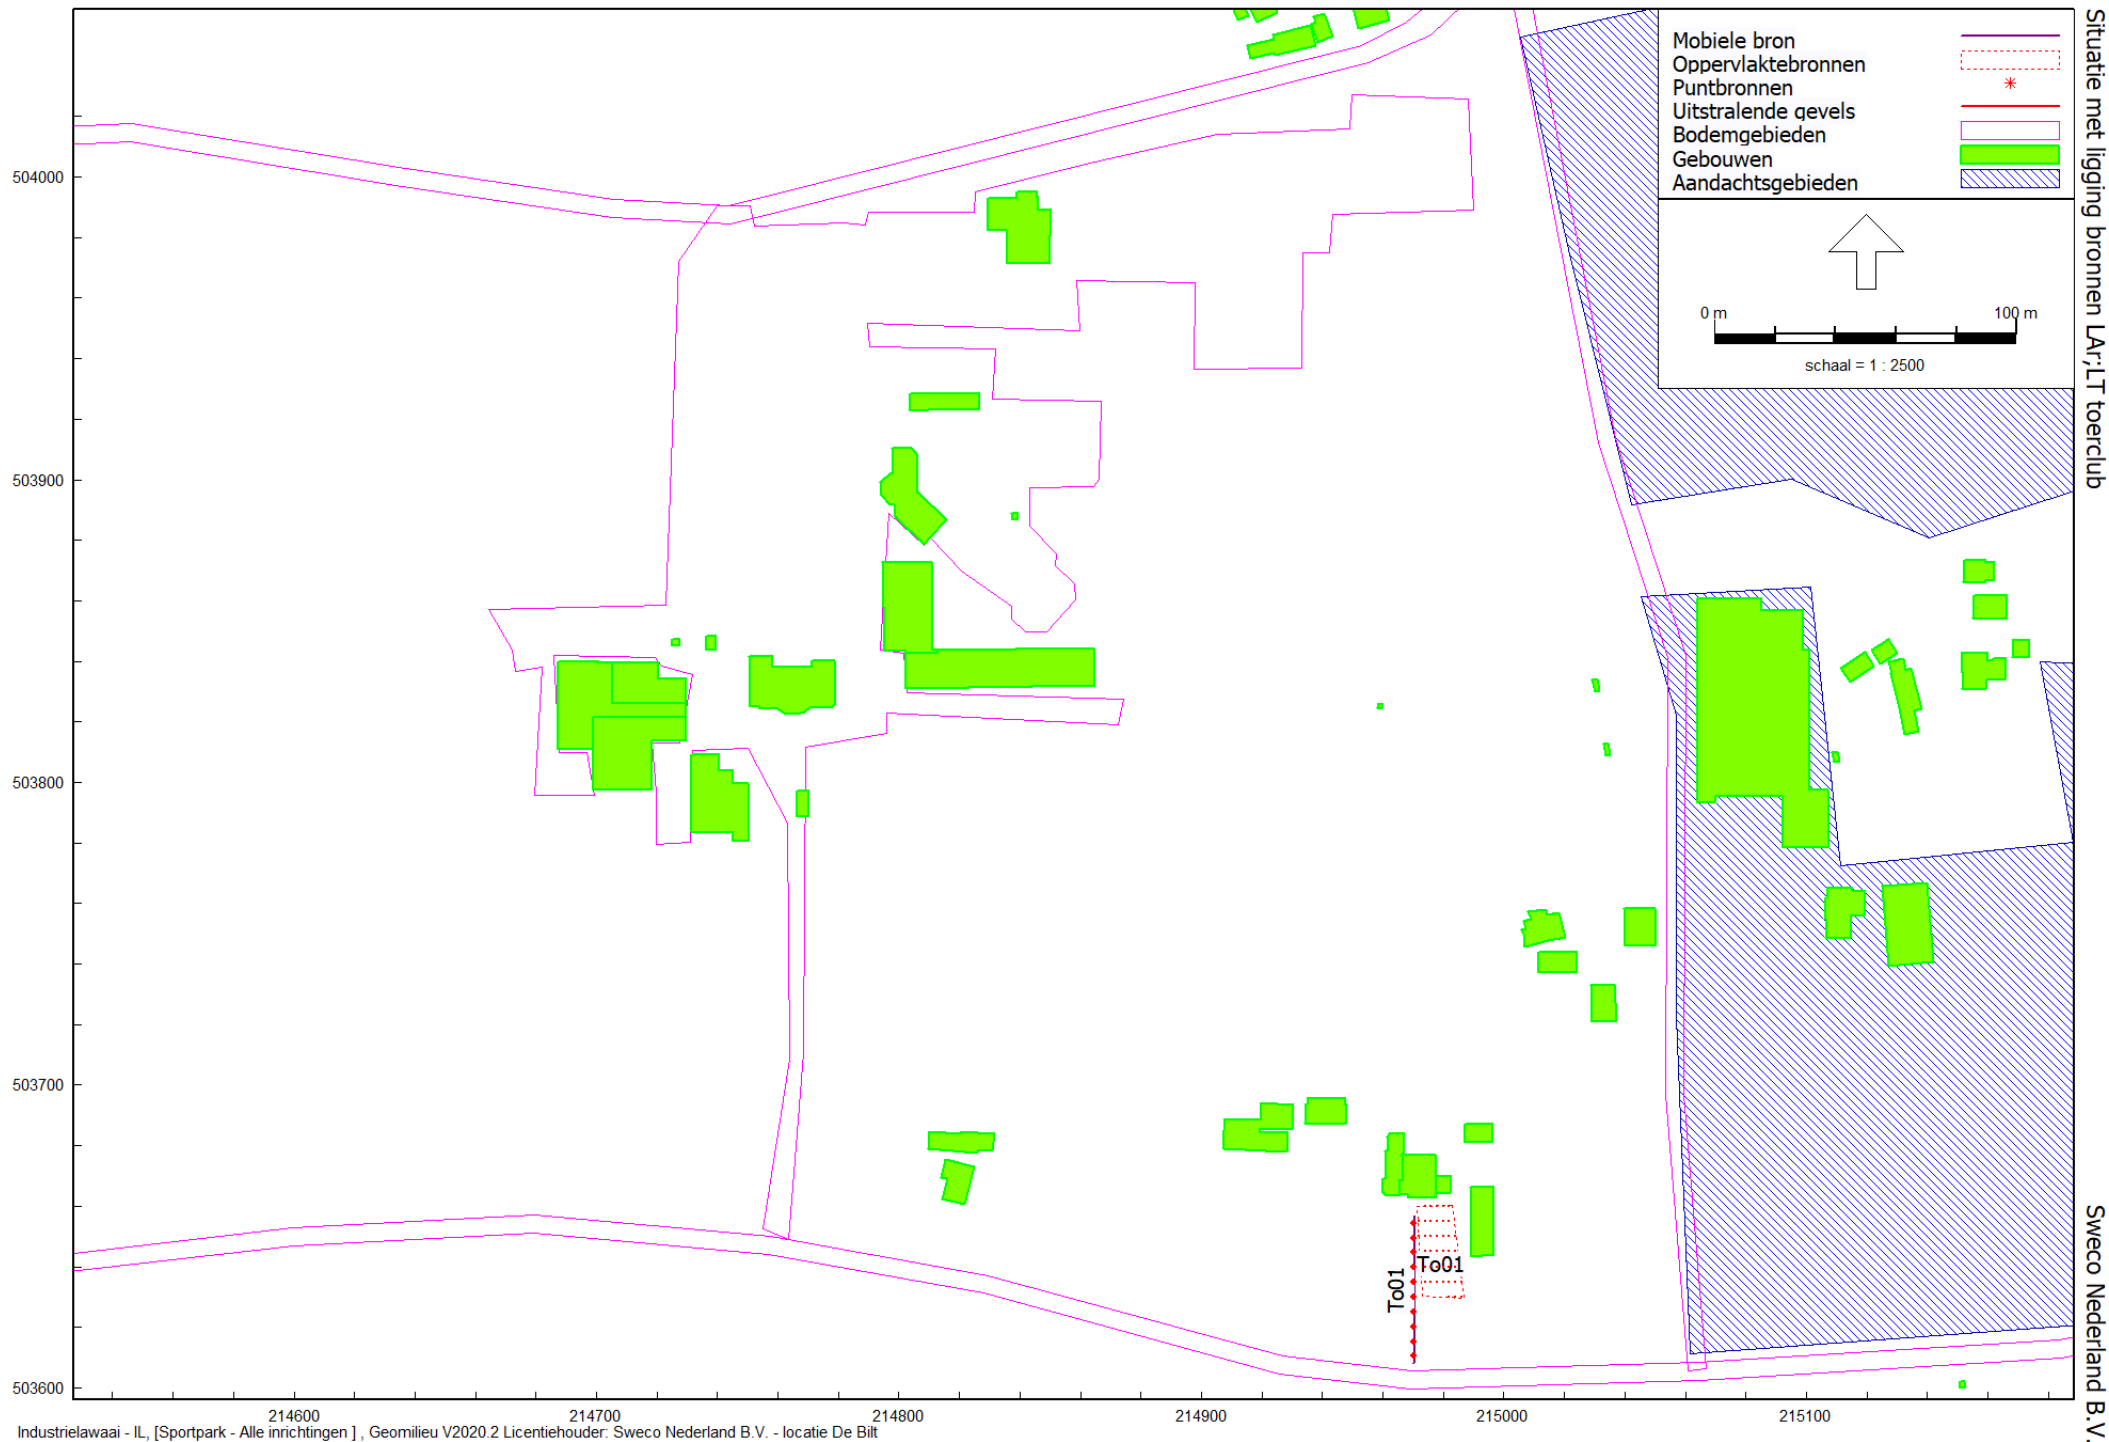 Mobiele bron
Oppervlaktebronnen
Puntbronnen
Uitstralende gevels
Bodemgebieden
Gebouwen
Aandachtsgebieden
0 m
100 m
schaal = 1 : 2500
Situatie met ligging bronnen LAr;LT toerclub
Sweco Nederland B.V.
504000
503900
503800
503700
503600
To01
To01
214600
214700
214800
214900
215000
215100
Industrielawaai - IL, [Sportpark - Alle inrichtingen ] , Geomilieu V2020.2 Licentiehouder: Sweco Nederland B.V. - locatie De Bilt